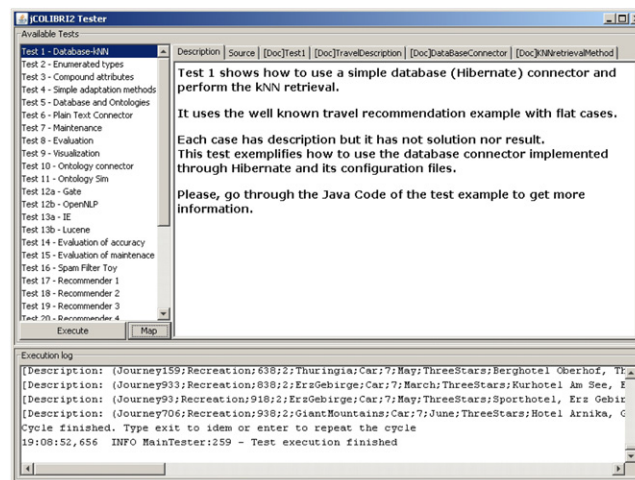 jCOLIBRI2 Tester
Available Tests
Test 1 - Database-kNN
Test 2 - Enumerated types
Test 3 - Compound attributes
Test 4 - Simple adaptation methods
Test 5 - Database and Ontologies
Test 6 - Plain Text Connector
Test 7 - Maintenance
Test 8 - Evaluation
Test 9 - Visualization
Test 10 - Ontology connector
Test 11 - Ontology Sim
Test 12a - Gate
Test 12b - OpenNLP
Test 13a - IE
Test 13b - Lucene
Test 14 - Evaluation of accuracy
Test 15 - Evaluation of maintenace
Test 16 - Spam Filter Toy
Test 17 - Recommender 1
Test 18 - Recommender 2
Test 19 - Recommender 3
Test 20 - Recommender 4
Execute Map
Description Source [Doc]Test1 [Doc]TravelDescription [Doc]DataBaseConnector [Doc]KNNretrievalMethod
Test 1 shows how to use a simple database (Hibernate) connector and
perform the kNN retrieval.
It uses the well known travel recommendation example with flat cases.
Each case has description but it has not solution nor result.
This test exemplifies how to use the database connector implemented
through Hibernate and its configuration files.
Please, go through the Java Code of the test example to get more
information.
Execution log
[Description: (Journey159;Recreation;638;2;Thuringia;Car;7;May;ThreeStars;Berghotel Oberhof, Th
[Description: (Journey933;Recreation;838;2;ErzGebirge;Car;7;March;ThreeStars;Kurhotel Am See, E
[Description: (Journey93;Recreation;918;2;ErzGebirge;Car;7;May;ThreeStars;Sporthotel, Erz Gebir
[Description: (Journey706;Recreation;938;2;GiantMountains;Car;7;June;ThreeStars;Hotel Arnika, G
Cycle finished. Type exit to idem or enter to repeat the cycle
19:08:52,656 INFO MainTester:259 - Test execution finished